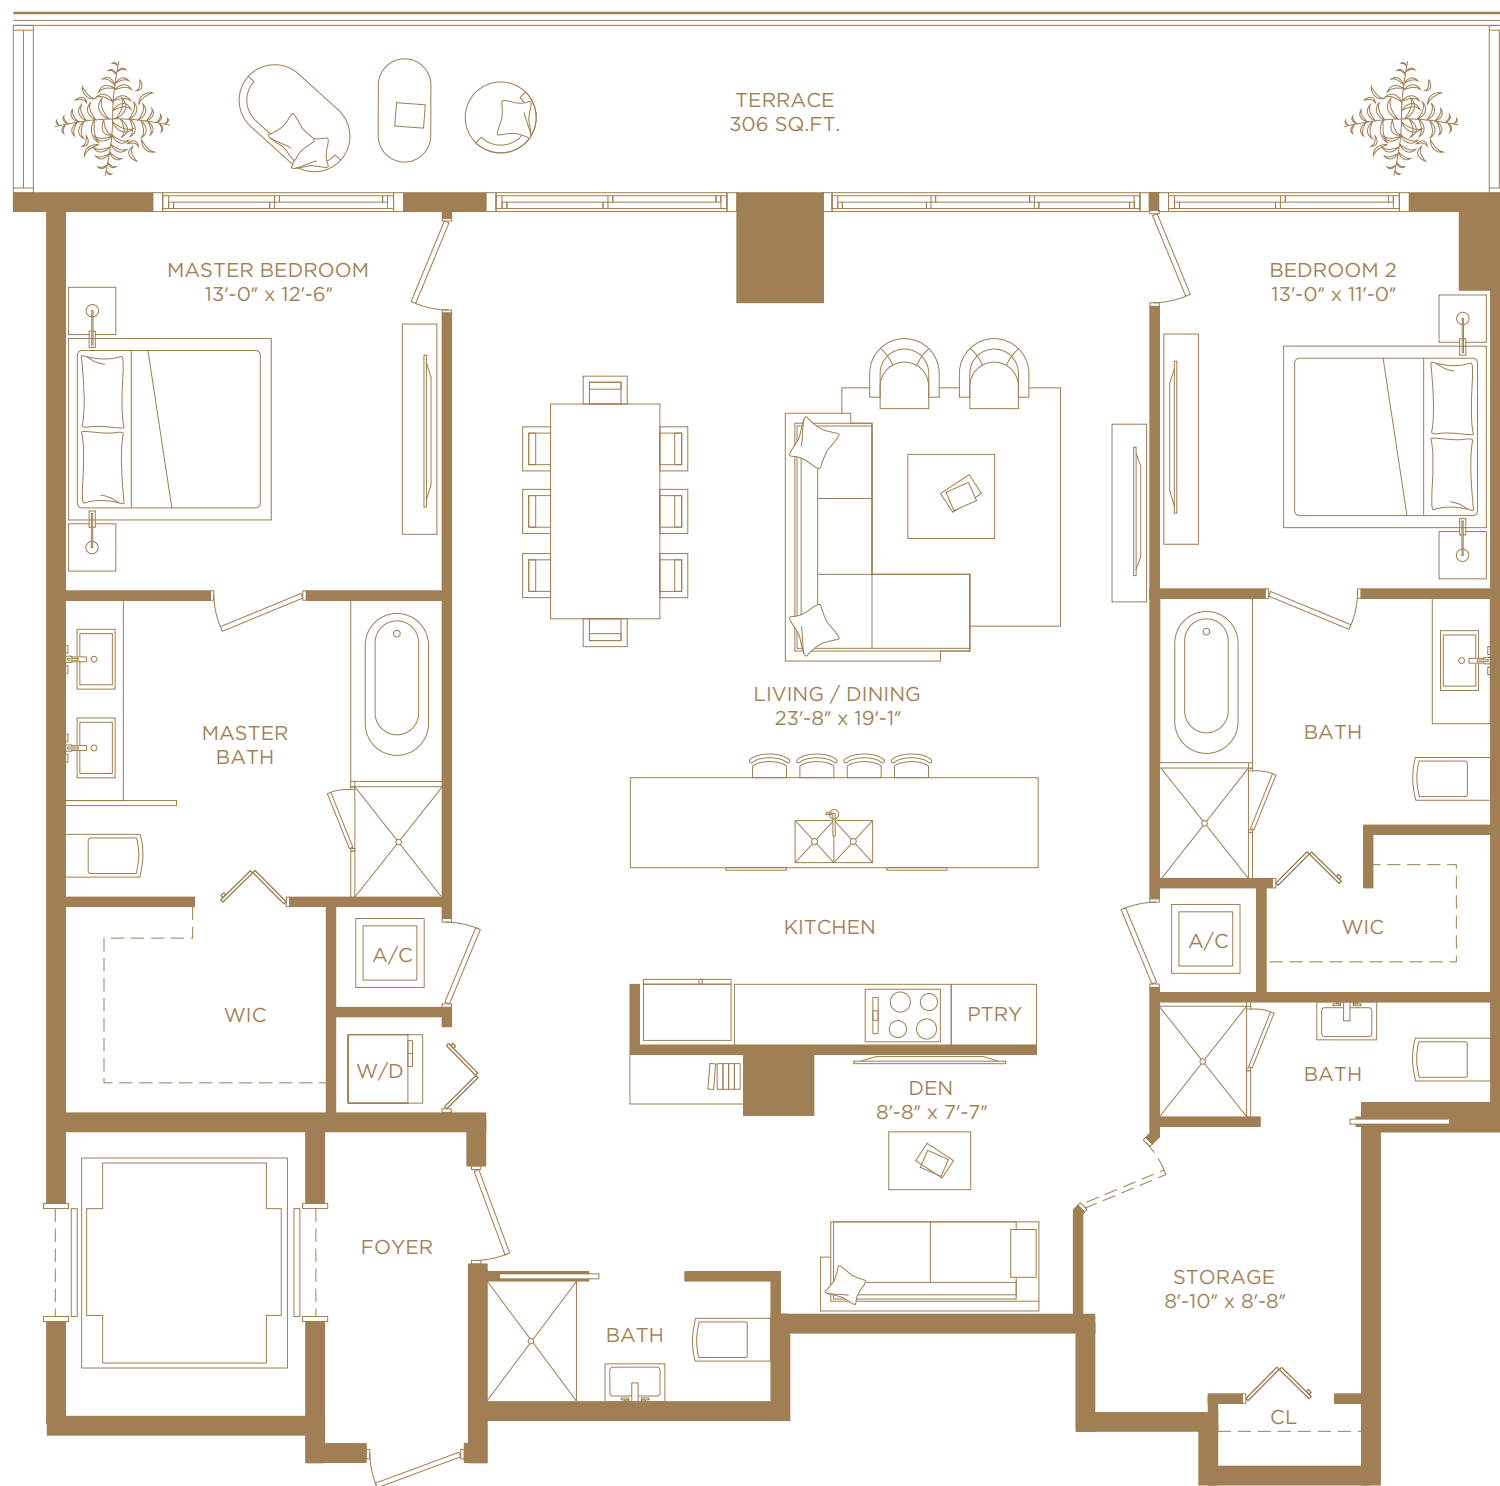 TERRACE
306 SQ.FT.
MASTER BEDROOM
13'-0" x 12'-6"
BEDROOM 2
13'-0" x 11'-0"
LIVING / DINING
23'-8" x 19'-1"
MASTER
BATH
BATH
KITCHEN
WIC
A/C
A/C
WIC
PTRY
W/D
DEN
8'-8" x 7'-7"
BATH
FOYER
STORAGE
8'-10" x 8'-8"
BATH
CL